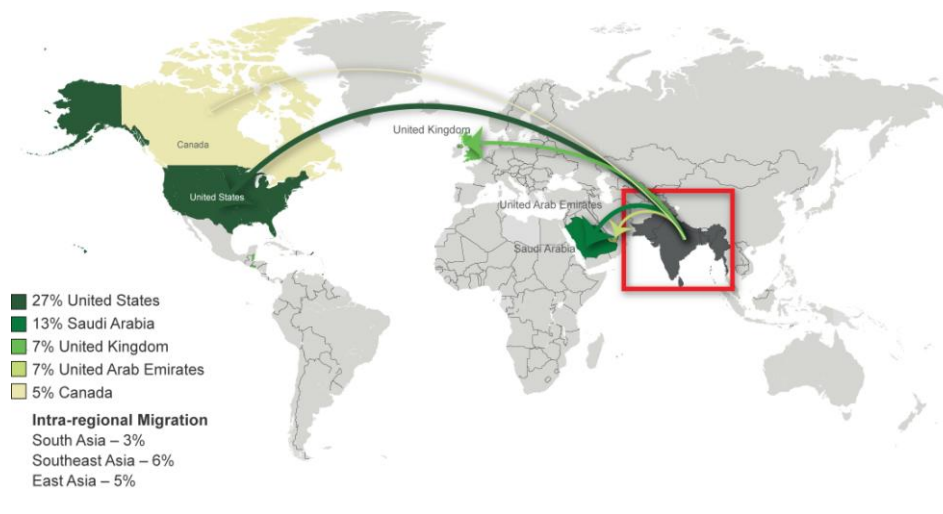 Canada
United Kingdom
United States
United Arab Emirates
Saudi Arabia
27% United States
13% Saudi Arabia
7% United Kingdom
7% United Arab Emirates
5% Canada
Intra-regional Migration
South Asia – 3%
Southeast Asia – 6%
East Asia – 5%